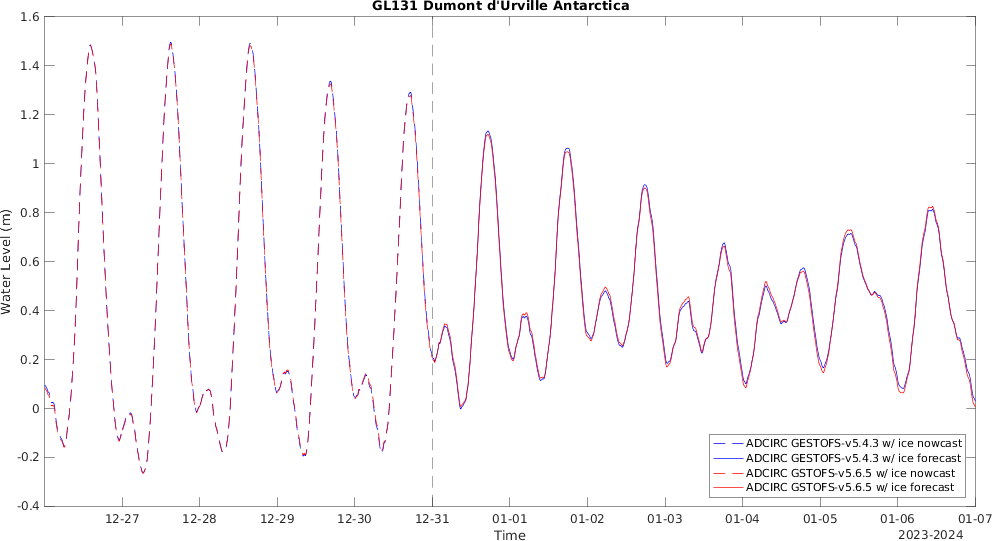 GL131 Dumont d'Urville Antarctica
1.6
1.4
1.2
1
0.8
0.6
0.4
0.2
0
-0.2
-0.4
Water Level (m)
ADCIRC GESTOFS-v5.4.3 w/ ice nowcast
ADCIRC GESTOFS-v5.4.3 w/ ice forecast
ADCIRC GSTOFS-v5.6.5 w/ ice nowcast
ADCIRC GSTOFS-v5.6.5 w/ ice forecast
12-27 12-28 12-29 12-30 12-31 01-01 01-02 01-03 01-04 01-05 01-06 01-07
Time
2023-2024